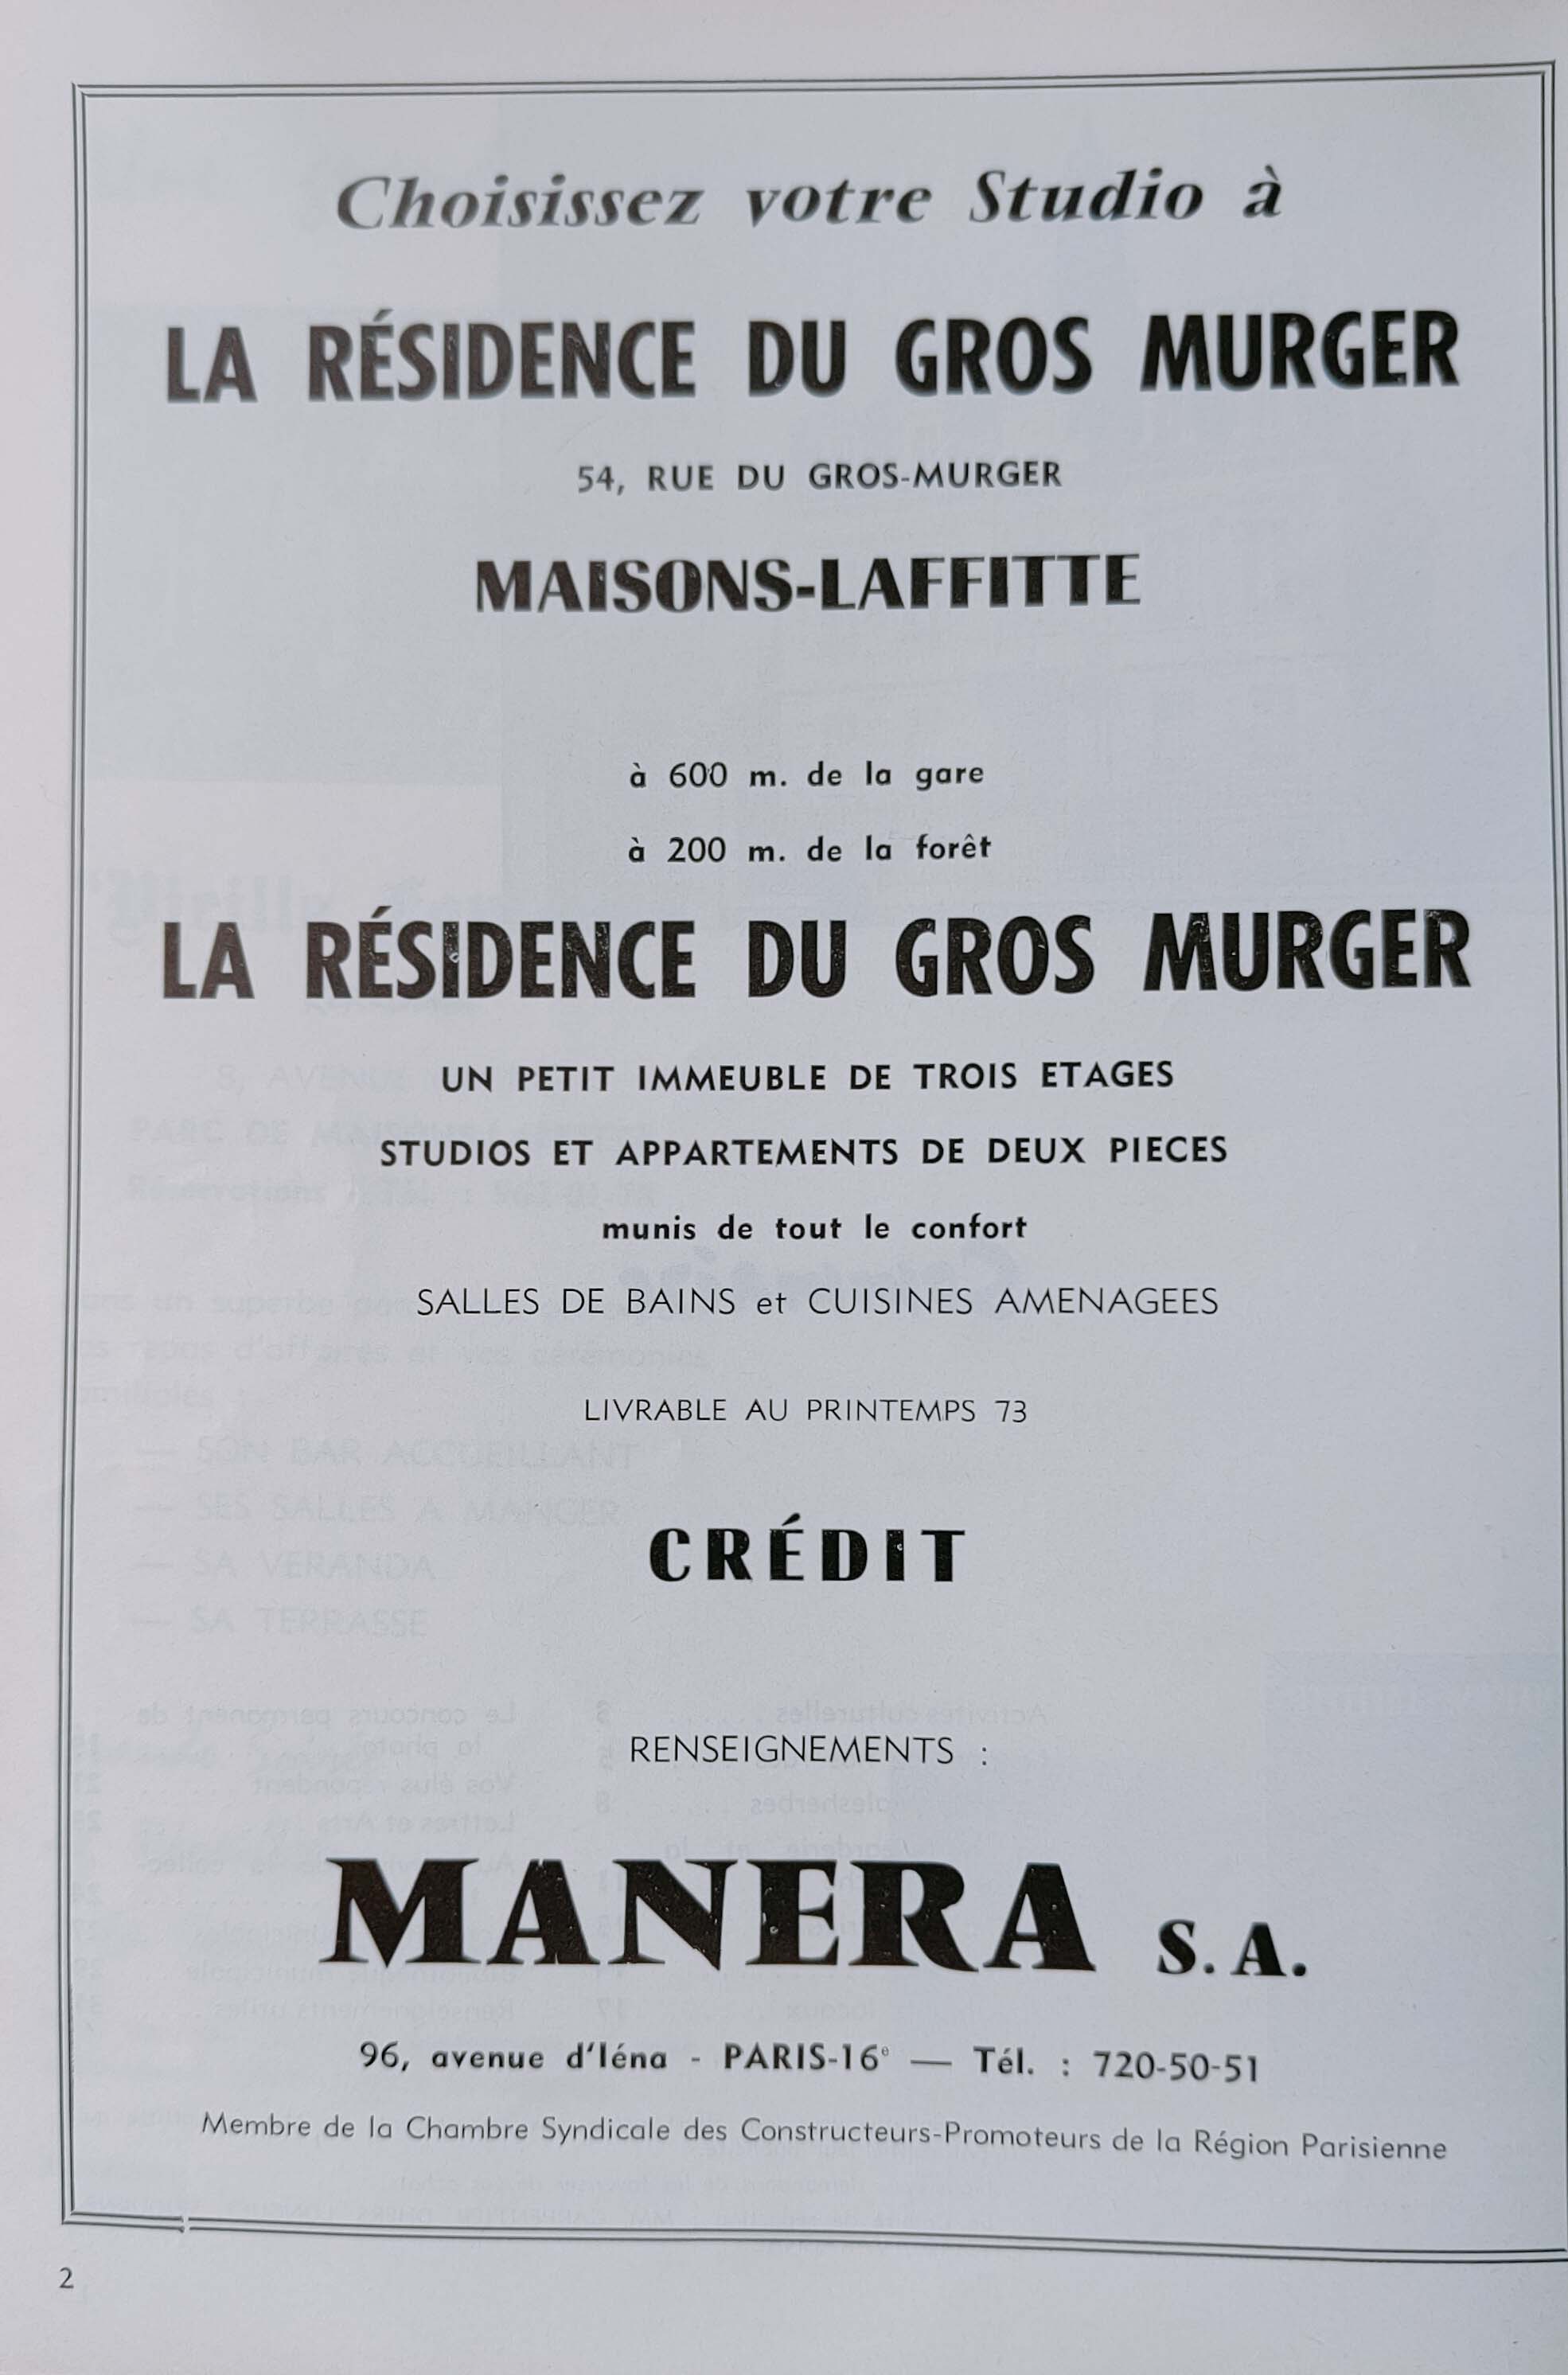 Choisissez votre Studio à
LA RÉSIDENCE DU GROS MURGER
54, RUE DU GROS-MURGER
MAISONS-LAFFITTE
à 600 m. de la gare
à 200 m. de la forêt
LA RÉSIDENCE DU GROS MURGER
UN PETIT IMMEUBLE DE TROIS ETAGES
STUDIOS ET APPARTEMENTS DE DEUX PIECES
munis de tout le confort
SALLES DE BAINS et CUISINES AMENAGEES
LIVRABLE AU PRINTEMPS 73
CRÉDIT
RENSEIGNEMENTS :
MANERA S.A.
96, avenue d'Iéna - PARIS-16e — Tél. : 720-50-51
Membre de la Chambre Syndicale des Constructeurs-Promoteurs de la Région Parisienne
2